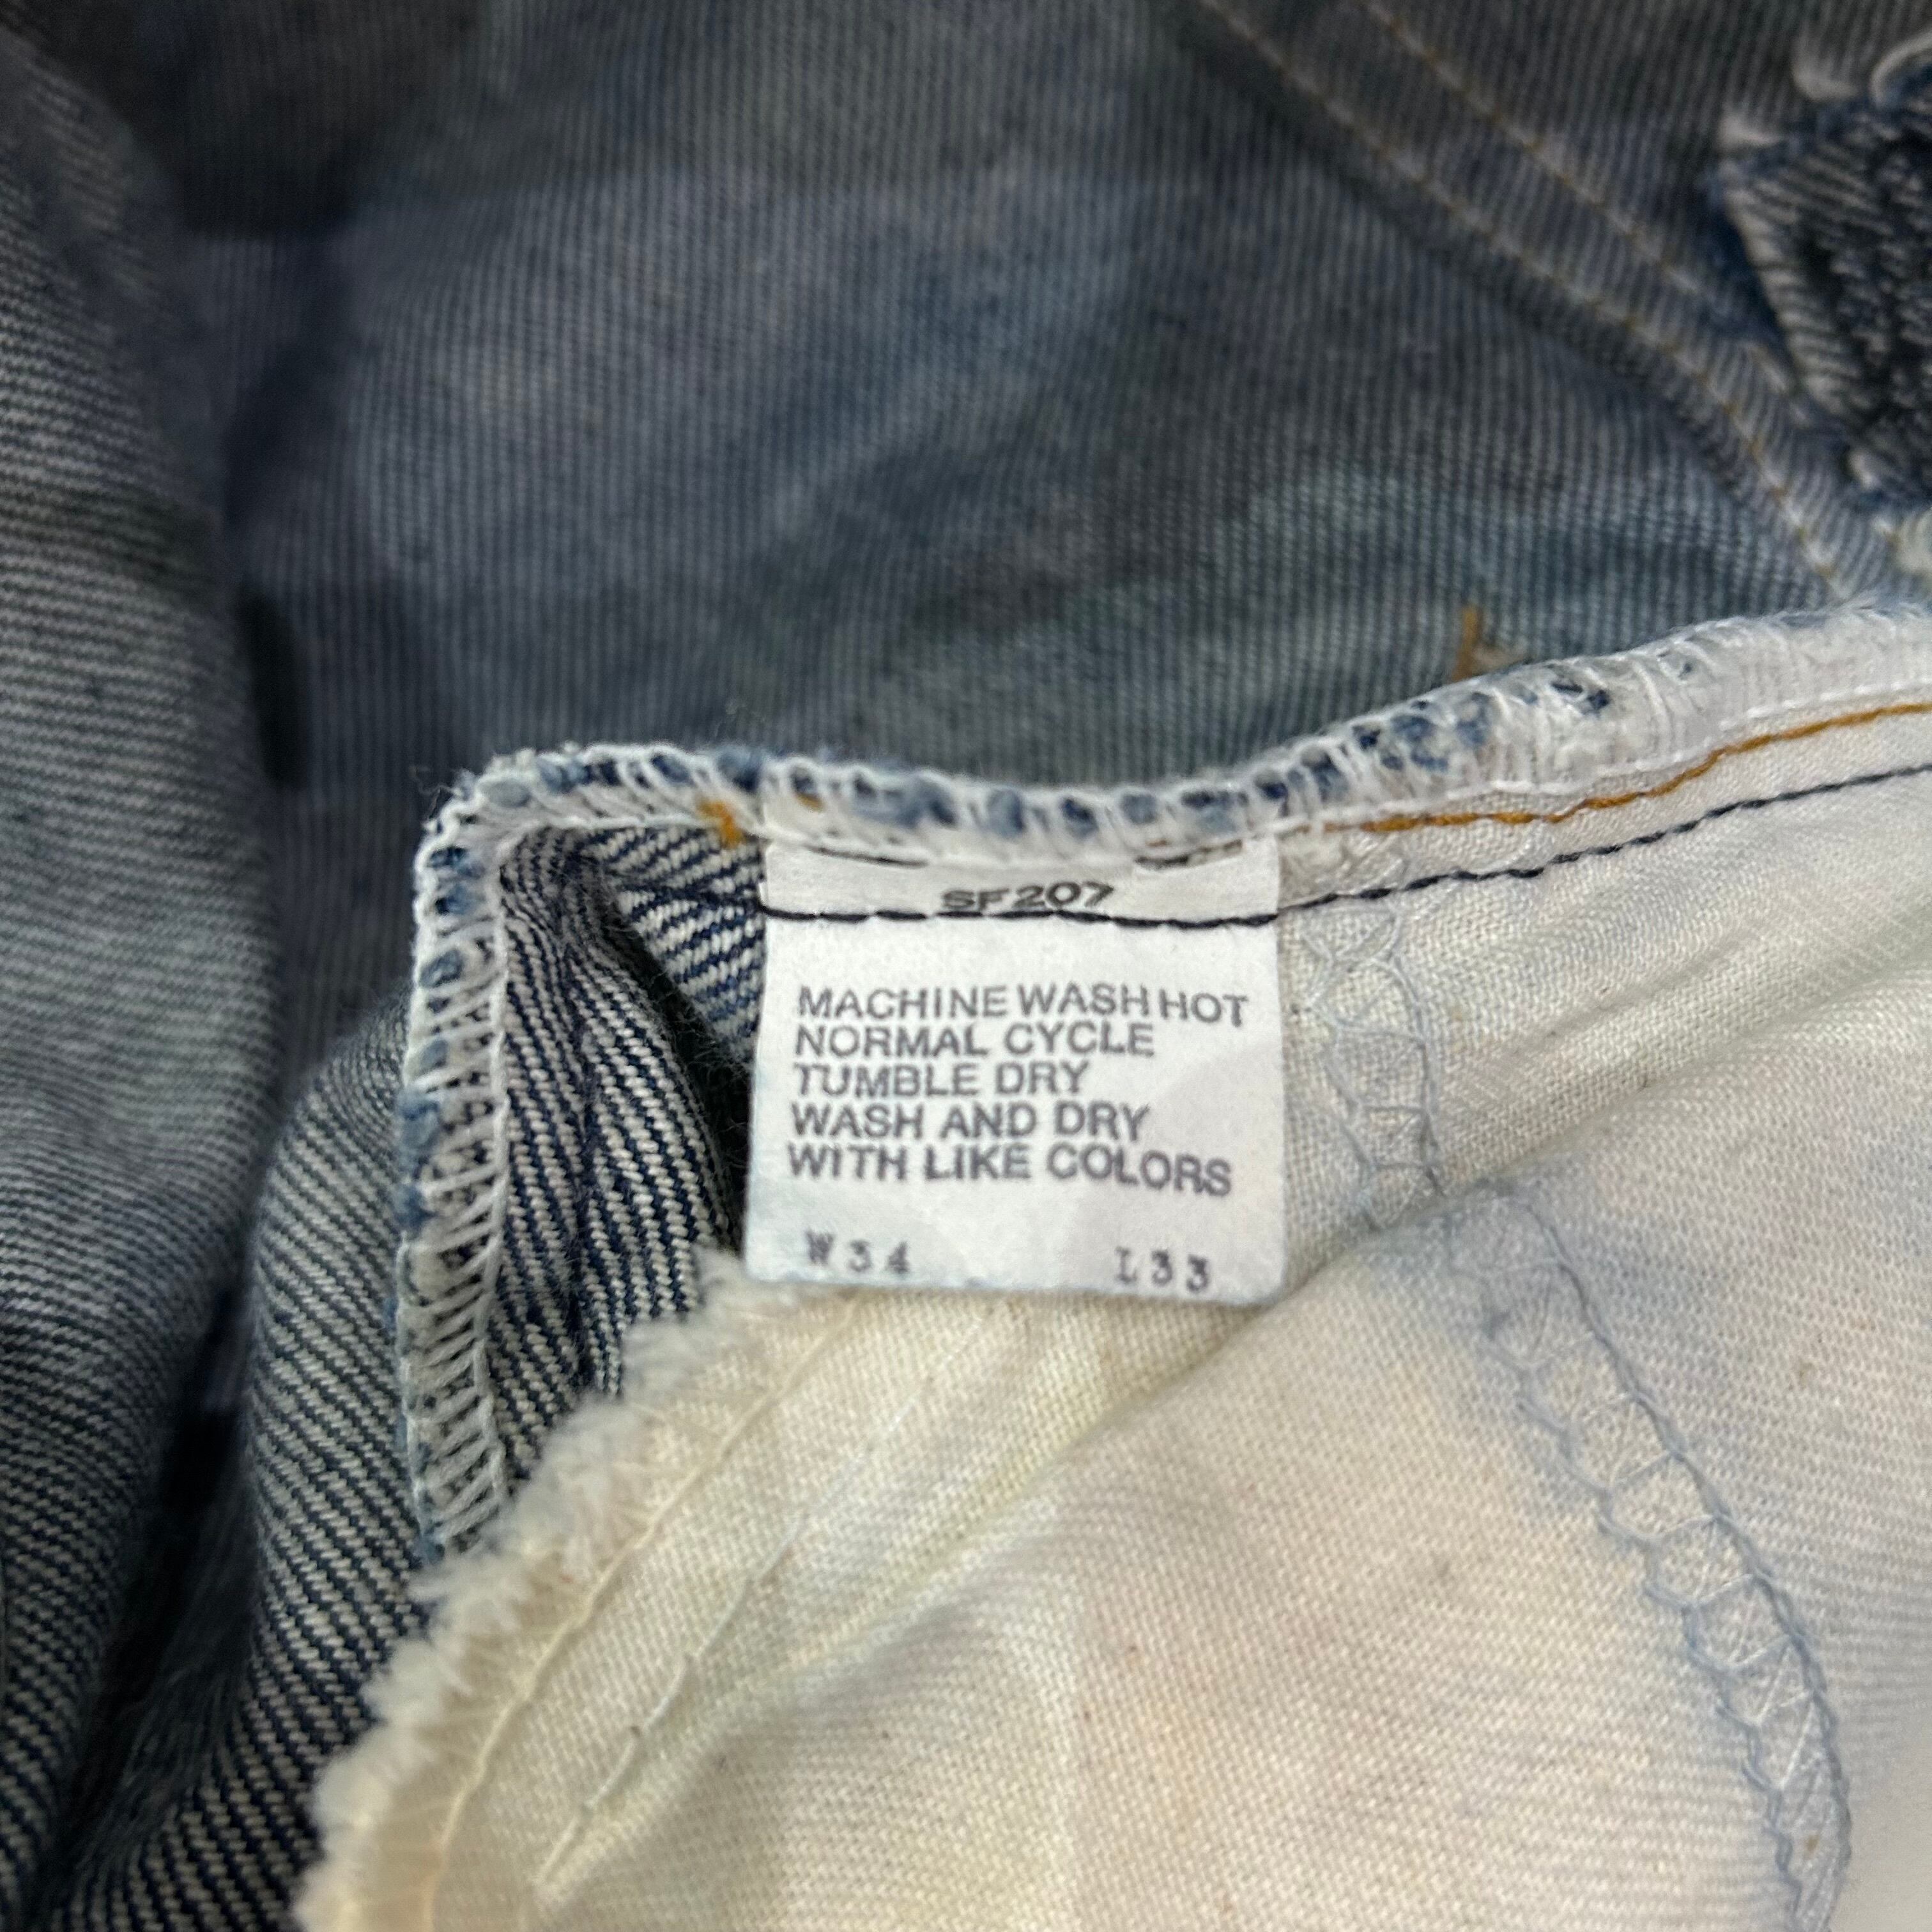 SF207
MACHINE WASH HOT
NORMAL CYCLE
TUMBLE DRY
WASH AND DRY
WITH LIKE COLORS
W34 L33